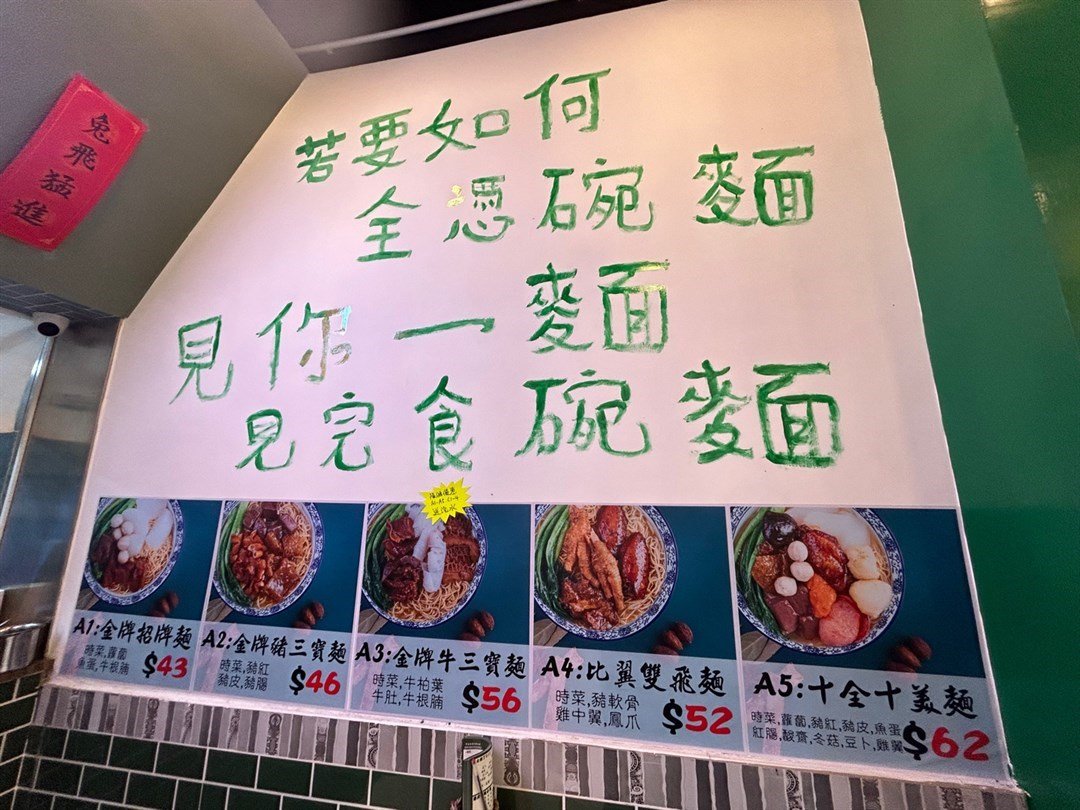 兔飛猛進
若要如何
全憑碗麵
見你一麵
見完食碗麵
A1:金牌招牌麵
時菜,蘿蔔
魚蛋,牛根腩
$43
A2:金牌豬三寶麵
時菜,豬紅
豬皮,豬腸
$46
A3:金牌牛三寶麵
時菜,牛柏葉
牛肚,牛根腩
$56
A4:比翼雙飛麵
時菜,豬軟骨
雞中翼,鳳爪
$52
A5:十全十美麵
時菜,蘿蔔,豬紅,豬皮,魚蛋
紅腸,酸齋,冬菇,豆卜,雞翼
$62